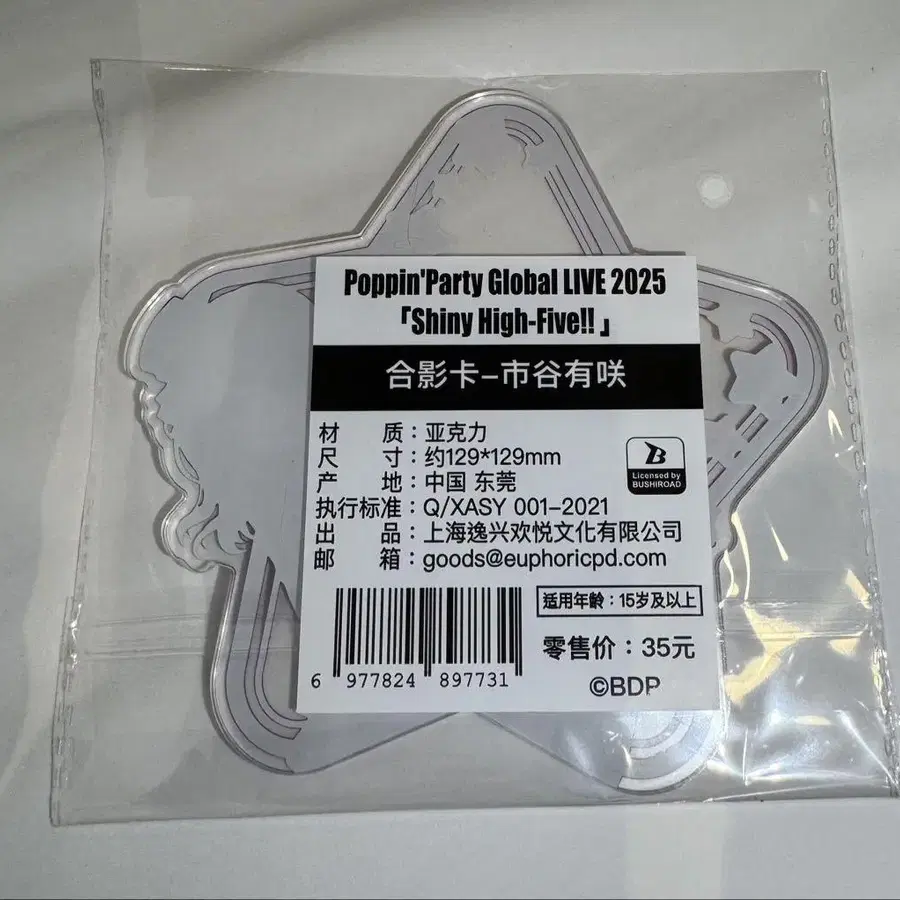 Poppin'Party Global LIVE 2025
「Shiny High-Five!!」
合影卡–市谷有咲
材　　质：亚克力
尺　　寸：约129*129mm
产　　地：中国 东莞
执行标准：Q/XASY 001–2021
出　　品：上海逸兴欢悦文化有限公司
邮　　箱：goods@euphoricpd.com
B
Licensed by
BUSHIROAD
适用年龄：15岁及以上
零售价：35元
6 977824 897731
©BDP